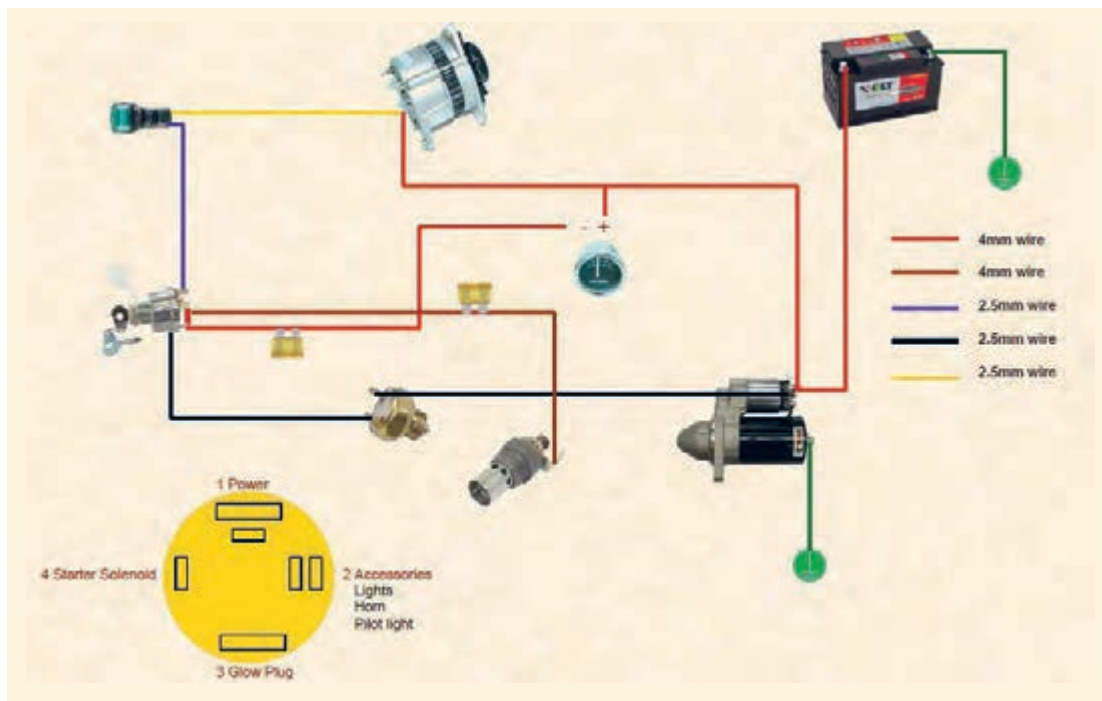 - +
4mm wire
4mm wire
2.5mm wire
2.5mm wire
2.5mm wire
1 Power
4 Starter Solenoid
2 Accessories
Lights
Horn
Pilot light
3 Glow Plug